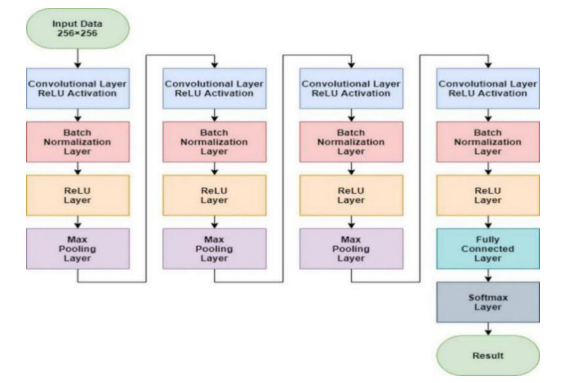 Input Data
256×256
Convolutional Layer
ReLU Activation
Batch
Normalization
Layer
ReLU
Layer
Max
Pooling
Layer
Convolutional Layer
ReLU Activation
Batch
Normalization
Layer
ReLU
Layer
Max
Pooling
Layer
Convolutional Layer
ReLU Activation
Batch
Normalization
Layer
ReLU
Layer
Max
Pooling
Layer
Convolutional Layer
ReLU Activation
Batch
Normalization
Layer
ReLU
Layer
Fully
Connected
Layer
Softmax
Layer
Result